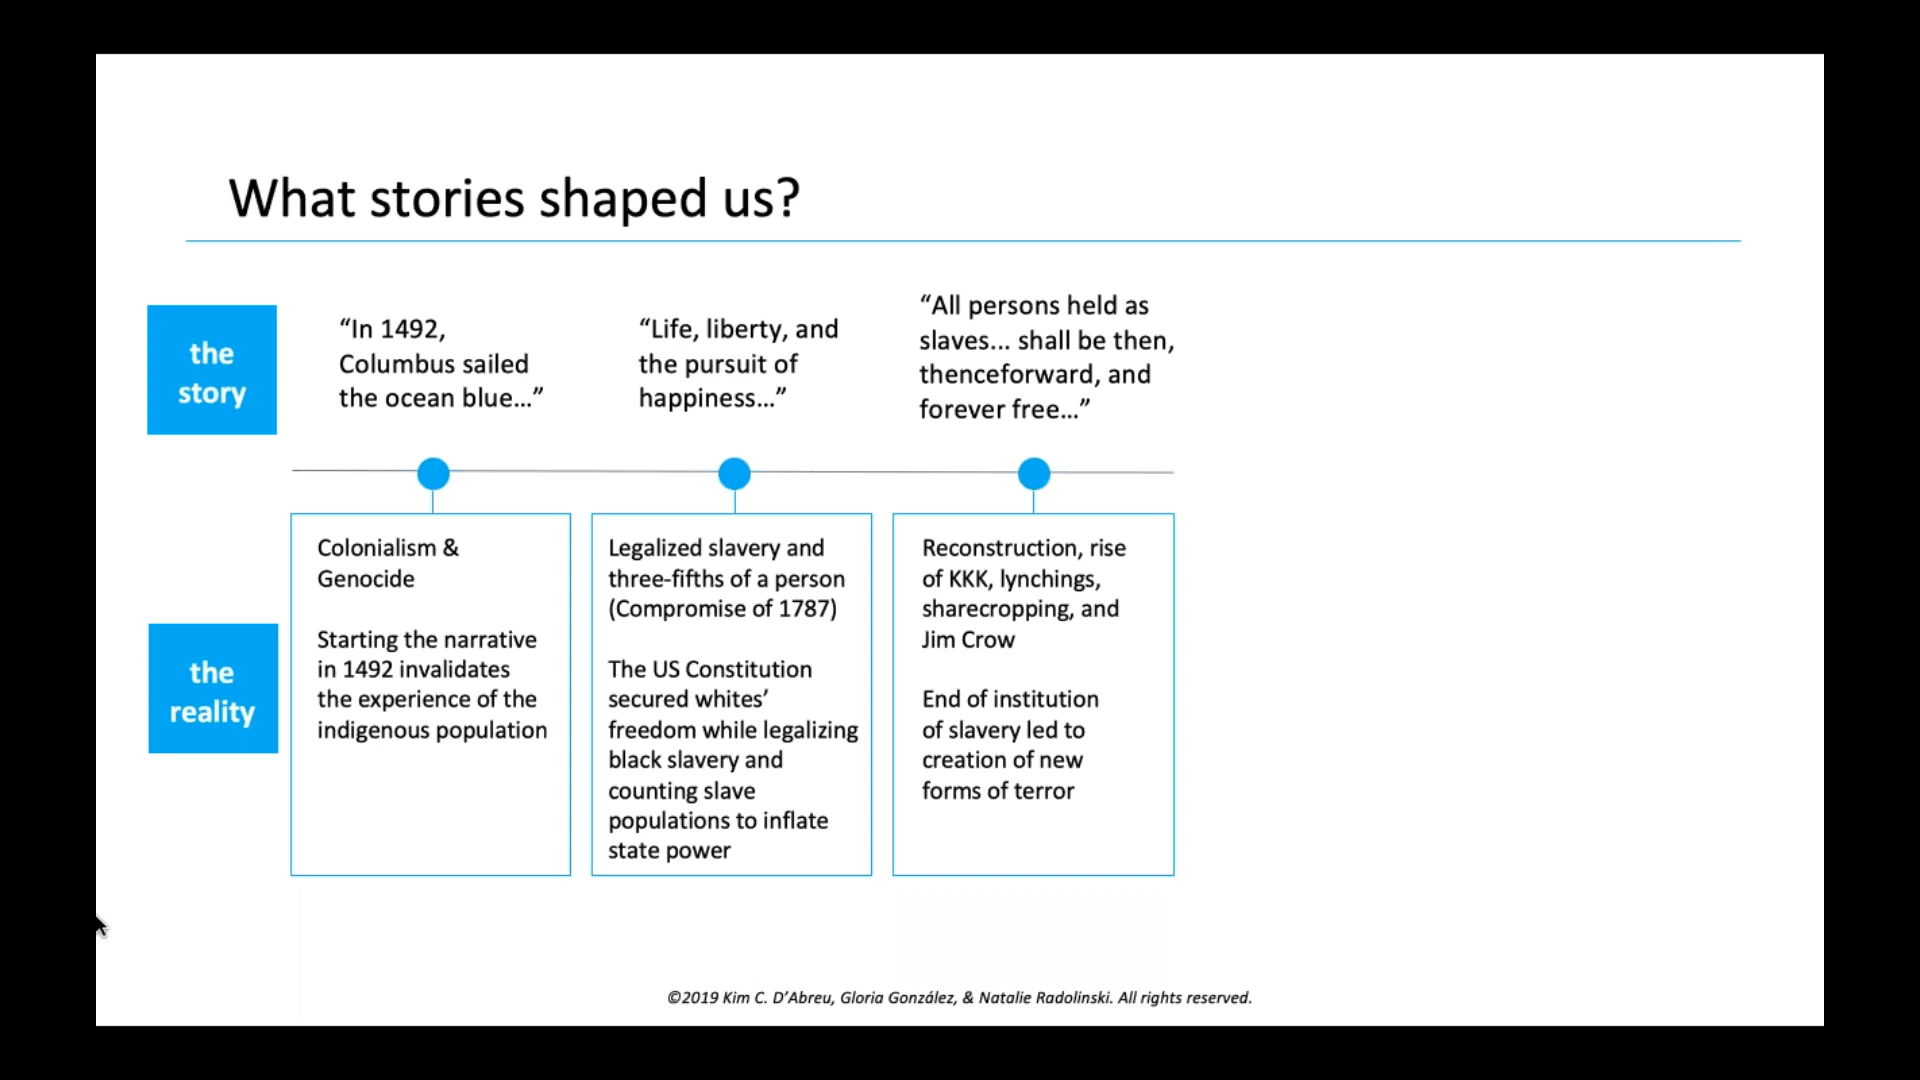 What stories shaped us?
the
story
“In 1492,
Columbus sailed
the ocean blue…”
“Life, liberty, and
the pursuit of
happiness…”
“All persons held as
slaves... shall be then,
thenceforward, and
forever free…”
the
reality
Colonialism &
Genocide
Starting the narrative
in 1492 invalidates
the experience of the
indigenous population
Legalized slavery and
three-fifths of a person
(Compromise of 1787)
The US Constitution
secured whites’
freedom while legalizing
black slavery and
counting slave
populations to inflate
state power
Reconstruction, rise
of KKK, lynchings,
sharecropping, and
Jim Crow
End of institution
of slavery led to
creation of new
forms of terror
©2019 Kim C. D’Abreu, Gloria González, & Natalie Radolinski. All rights reserved.